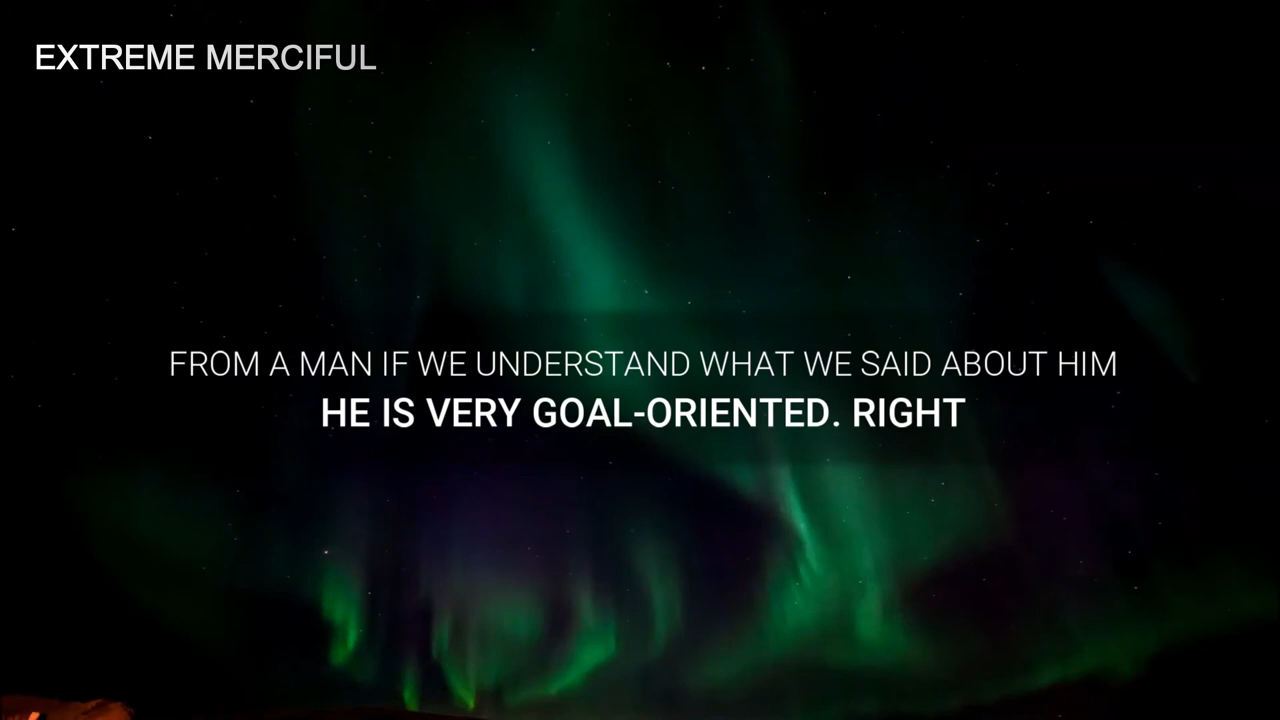 EXTREME MERCIFUL
FROM A MAN IF WE UNDERSTAND WHAT WE SAID ABOUT HIM
HE IS VERY GOAL-ORIENTED. RIGHT